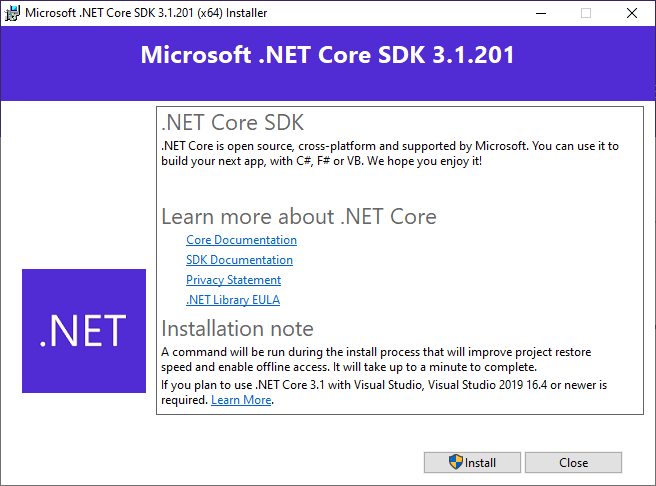 Microsoft .NET Core SDK 3.1.201 (x64) Installer
Microsoft .NET Core SDK 3.1.201
.NET Core SDK
.NET Core is open source, cross-platform and supported by Microsoft. You can use it to
build your next app, with C#, F# or VB. We hope you enjoy it!
Learn more about .NET Core
Core Documentation
SDK Documentation
Privacy Statement
.NET Library EULA
.NET
Installation note
A command will be run during the install process that will improve project restore
speed and enable offline access. It will take up to a minute to complete.
If you plan to use .NET Core 3.1 with Visual Studio, Visual Studio 2019 16.4 or newer is
required. Learn More.
Install
Close